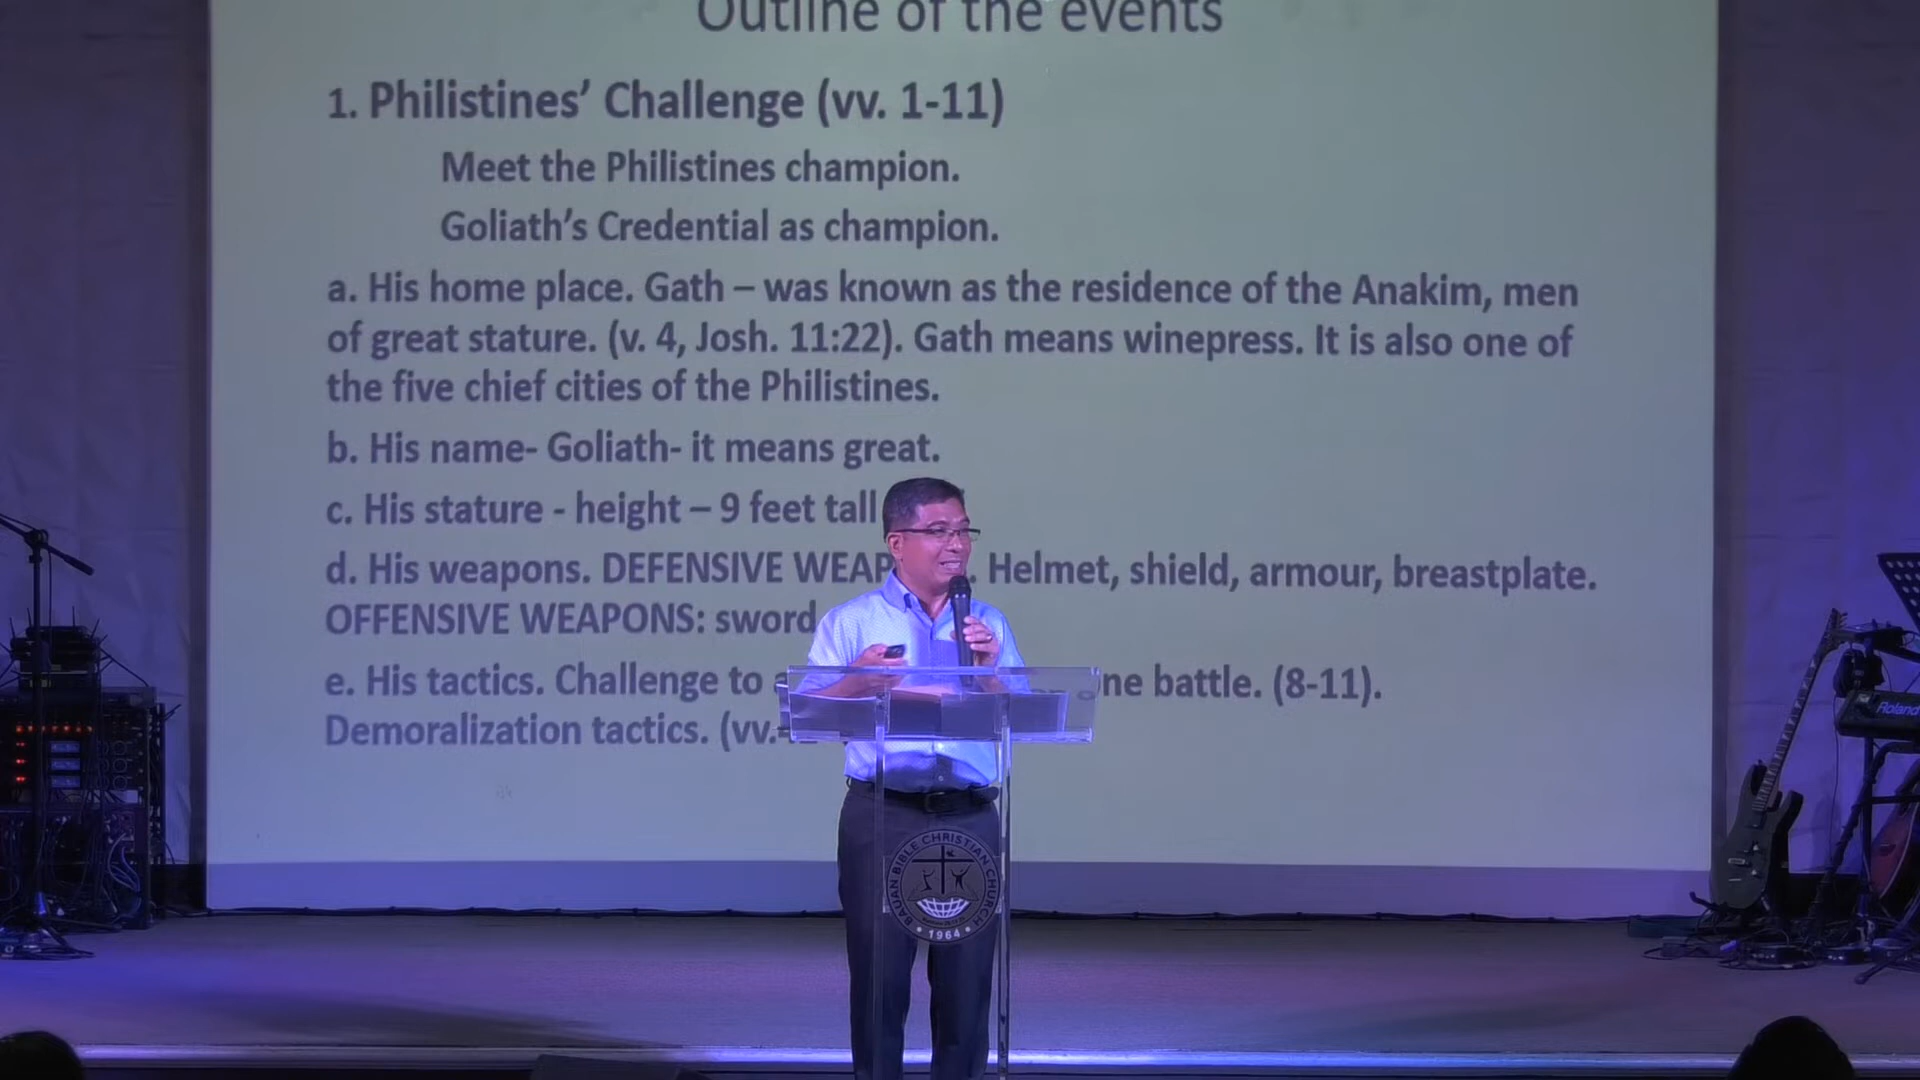 Outline of the events
1. Philistines’ Challenge (vv. 1-11)
Meet the Philistines champion.
Goliath’s Credential as champion.
a. His home place. Gath – was known as the residence of the Anakim, men
of great stature. (v. 4, Josh. 11:22). Gath means winepress. It is also one of
the five chief cities of the Philistines.
b. His name- Goliath- it means great.
c. His stature - height – 9 feet tall
d. His weapons. DEFENSIVE Helmet, shield, armour, breastplate.
OFFENSIVE WEAPONS: sword
e. His tactics. Challenge to battle. (8-11).
Demoralization tactics. (vv.
Roland
BAUAN BIBLE CHRISTIAN CHURCH
• 1964 •